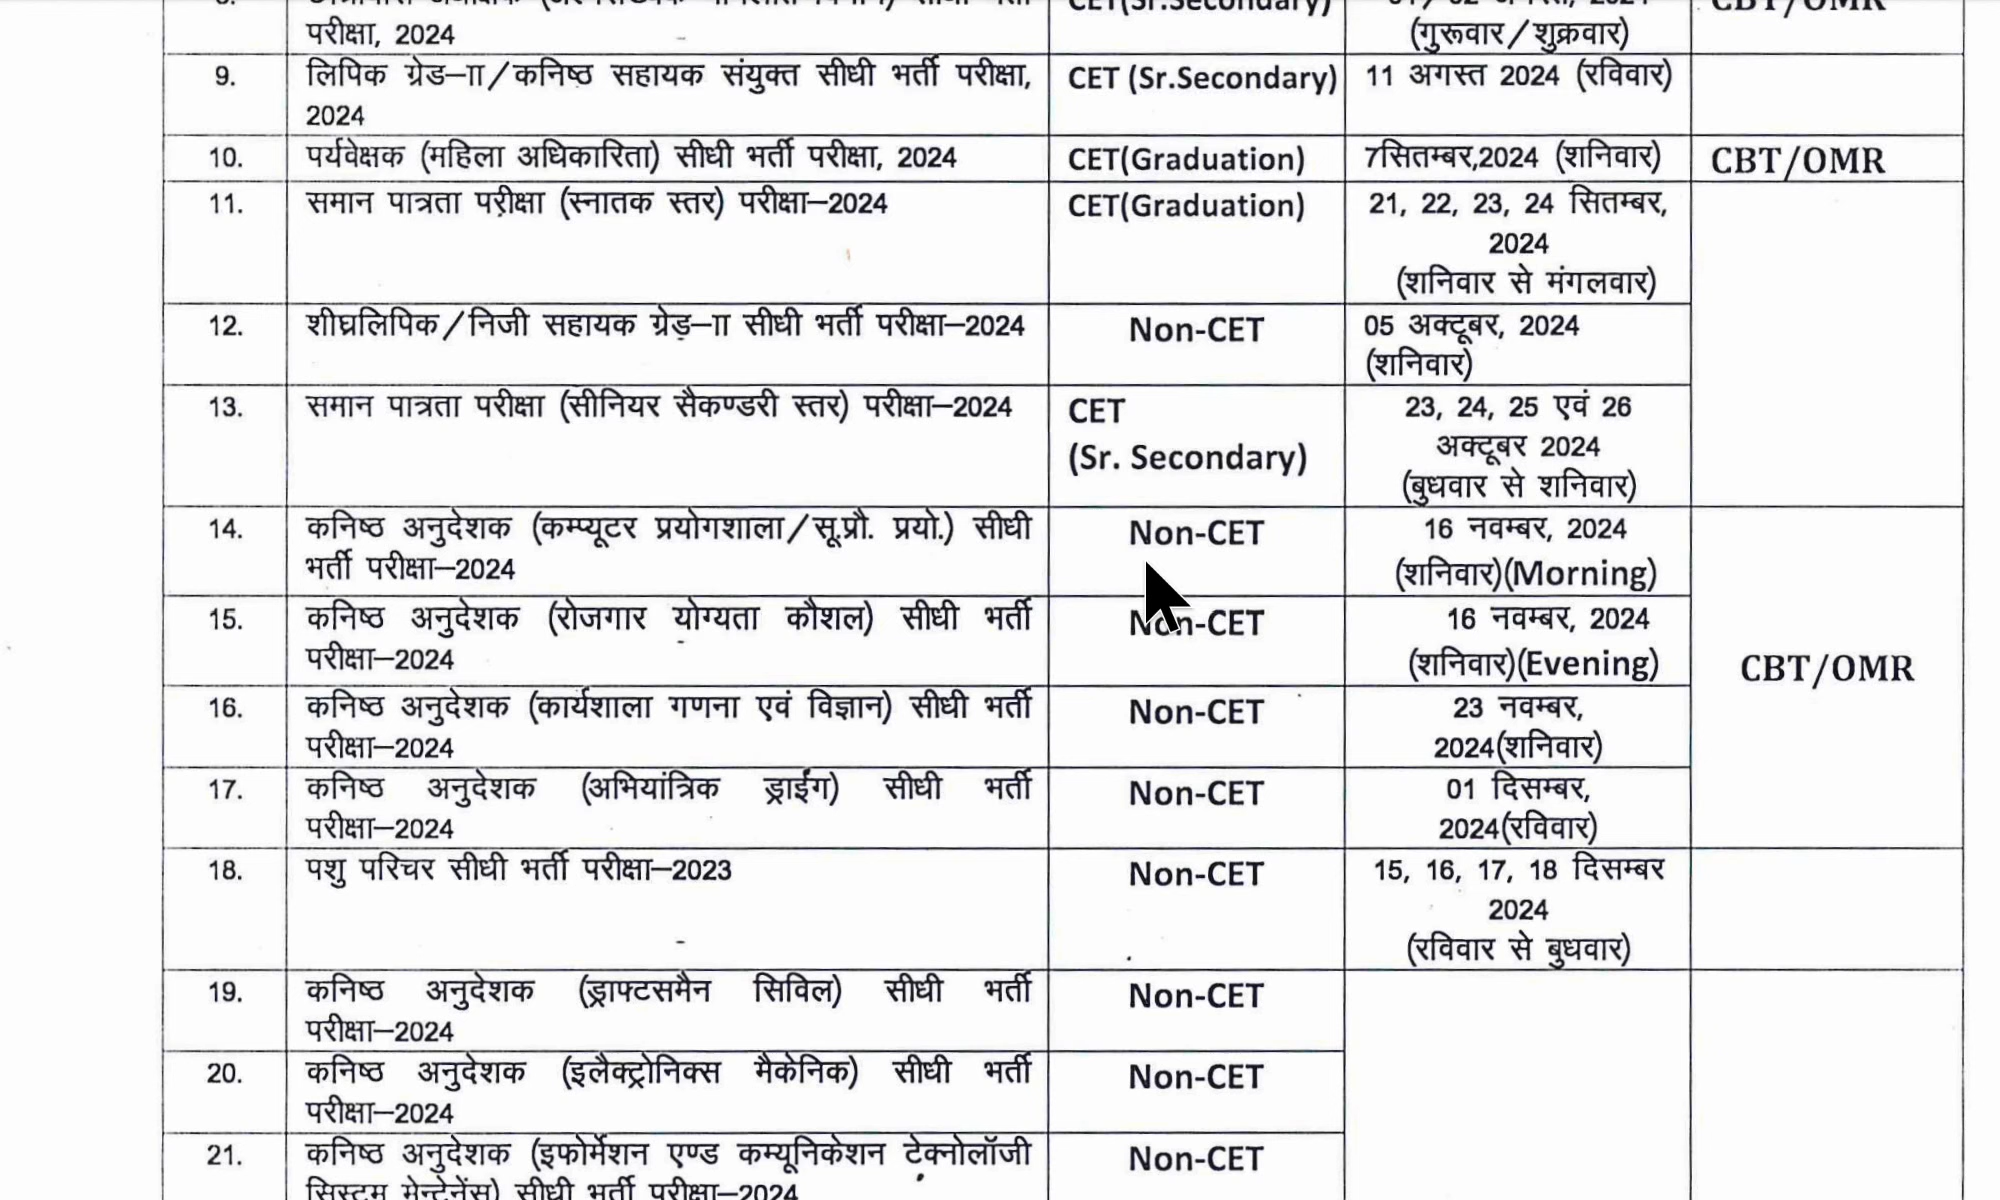 परीक्षा, 2024
(गुरूवार/शुक्रवार)
CBT/OMR
9. लिपिक ग्रेड–II/कनिष्ठ सहायक संयुक्त सीधी भर्ती परीक्षा, CET (Sr.Secondary) 11 अगस्त 2024 (रविवार)
2024
10. पर्यवेक्षक (महिला अधिकारिता) सीधी भर्ती परीक्षा, 2024 CET(Graduation) 7सितम्बर,2024 (शनिवार) CBT/OMR
11. समान पात्रता परीक्षा (स्नातक स्तर) परीक्षा–2024 CET(Graduation) 21, 22, 23, 24 सितम्बर,
2024
(शनिवार से मंगलवार)
12. शीघ्रलिपिक/निजी सहायक ग्रेड–II सीधी भर्ती परीक्षा–2024 Non-CET 05 अक्टूबर, 2024
(शनिवार)
13. समान पात्रता परीक्षा (सीनियर सैकण्डरी स्तर) परीक्षा–2024 CET 23, 24, 25 एवं 26
(Sr. Secondary) अक्टूबर 2024
(बुधवार से शनिवार)
14. कनिष्ठ अनुदेशक (कम्प्यूटर प्रयोगशाला/सू.प्रौ. प्रयो.) सीधी Non-CET 16 नवम्बर, 2024
भर्ती परीक्षा–2024 (शनिवार)(Morning)
15. कनिष्ठ अनुदेशक (रोजगार योग्यता कौशल) सीधी भर्ती Non-CET 16 नवम्बर, 2024
परीक्षा–2024 (शनिवार)(Evening) CBT/OMR
16. कनिष्ठ अनुदेशक (कार्यशाला गणना एवं विज्ञान) सीधी भर्ती Non-CET 23 नवम्बर,
परीक्षा–2024 2024(शनिवार)
17. कनिष्ठ अनुदेशक (अभियांत्रिक ड्राईंग) सीधी भर्ती Non-CET 01 दिसम्बर,
परीक्षा–2024 2024(रविवार)
18. पशु परिचर सीधी भर्ती परीक्षा–2023 Non-CET 15, 16, 17, 18 दिसम्बर
2024
(रविवार से बुधवार)
19. कनिष्ठ अनुदेशक (ड्राफ्टसमैन सिविल) सीधी भर्ती Non-CET
परीक्षा–2024
20. कनिष्ठ अनुदेशक (इलैक्ट्रोनिक्स मैकेनिक) सीधी भर्ती Non-CET
परीक्षा–2024
21. कनिष्ठ अनुदेशक (इफोर्मेशन एण्ड कम्यूनिकेशन टेक्नोलॉजी Non-CET
सिस्टम मेन्टेनेंस) सीधी भर्ती परीक्षा–2024